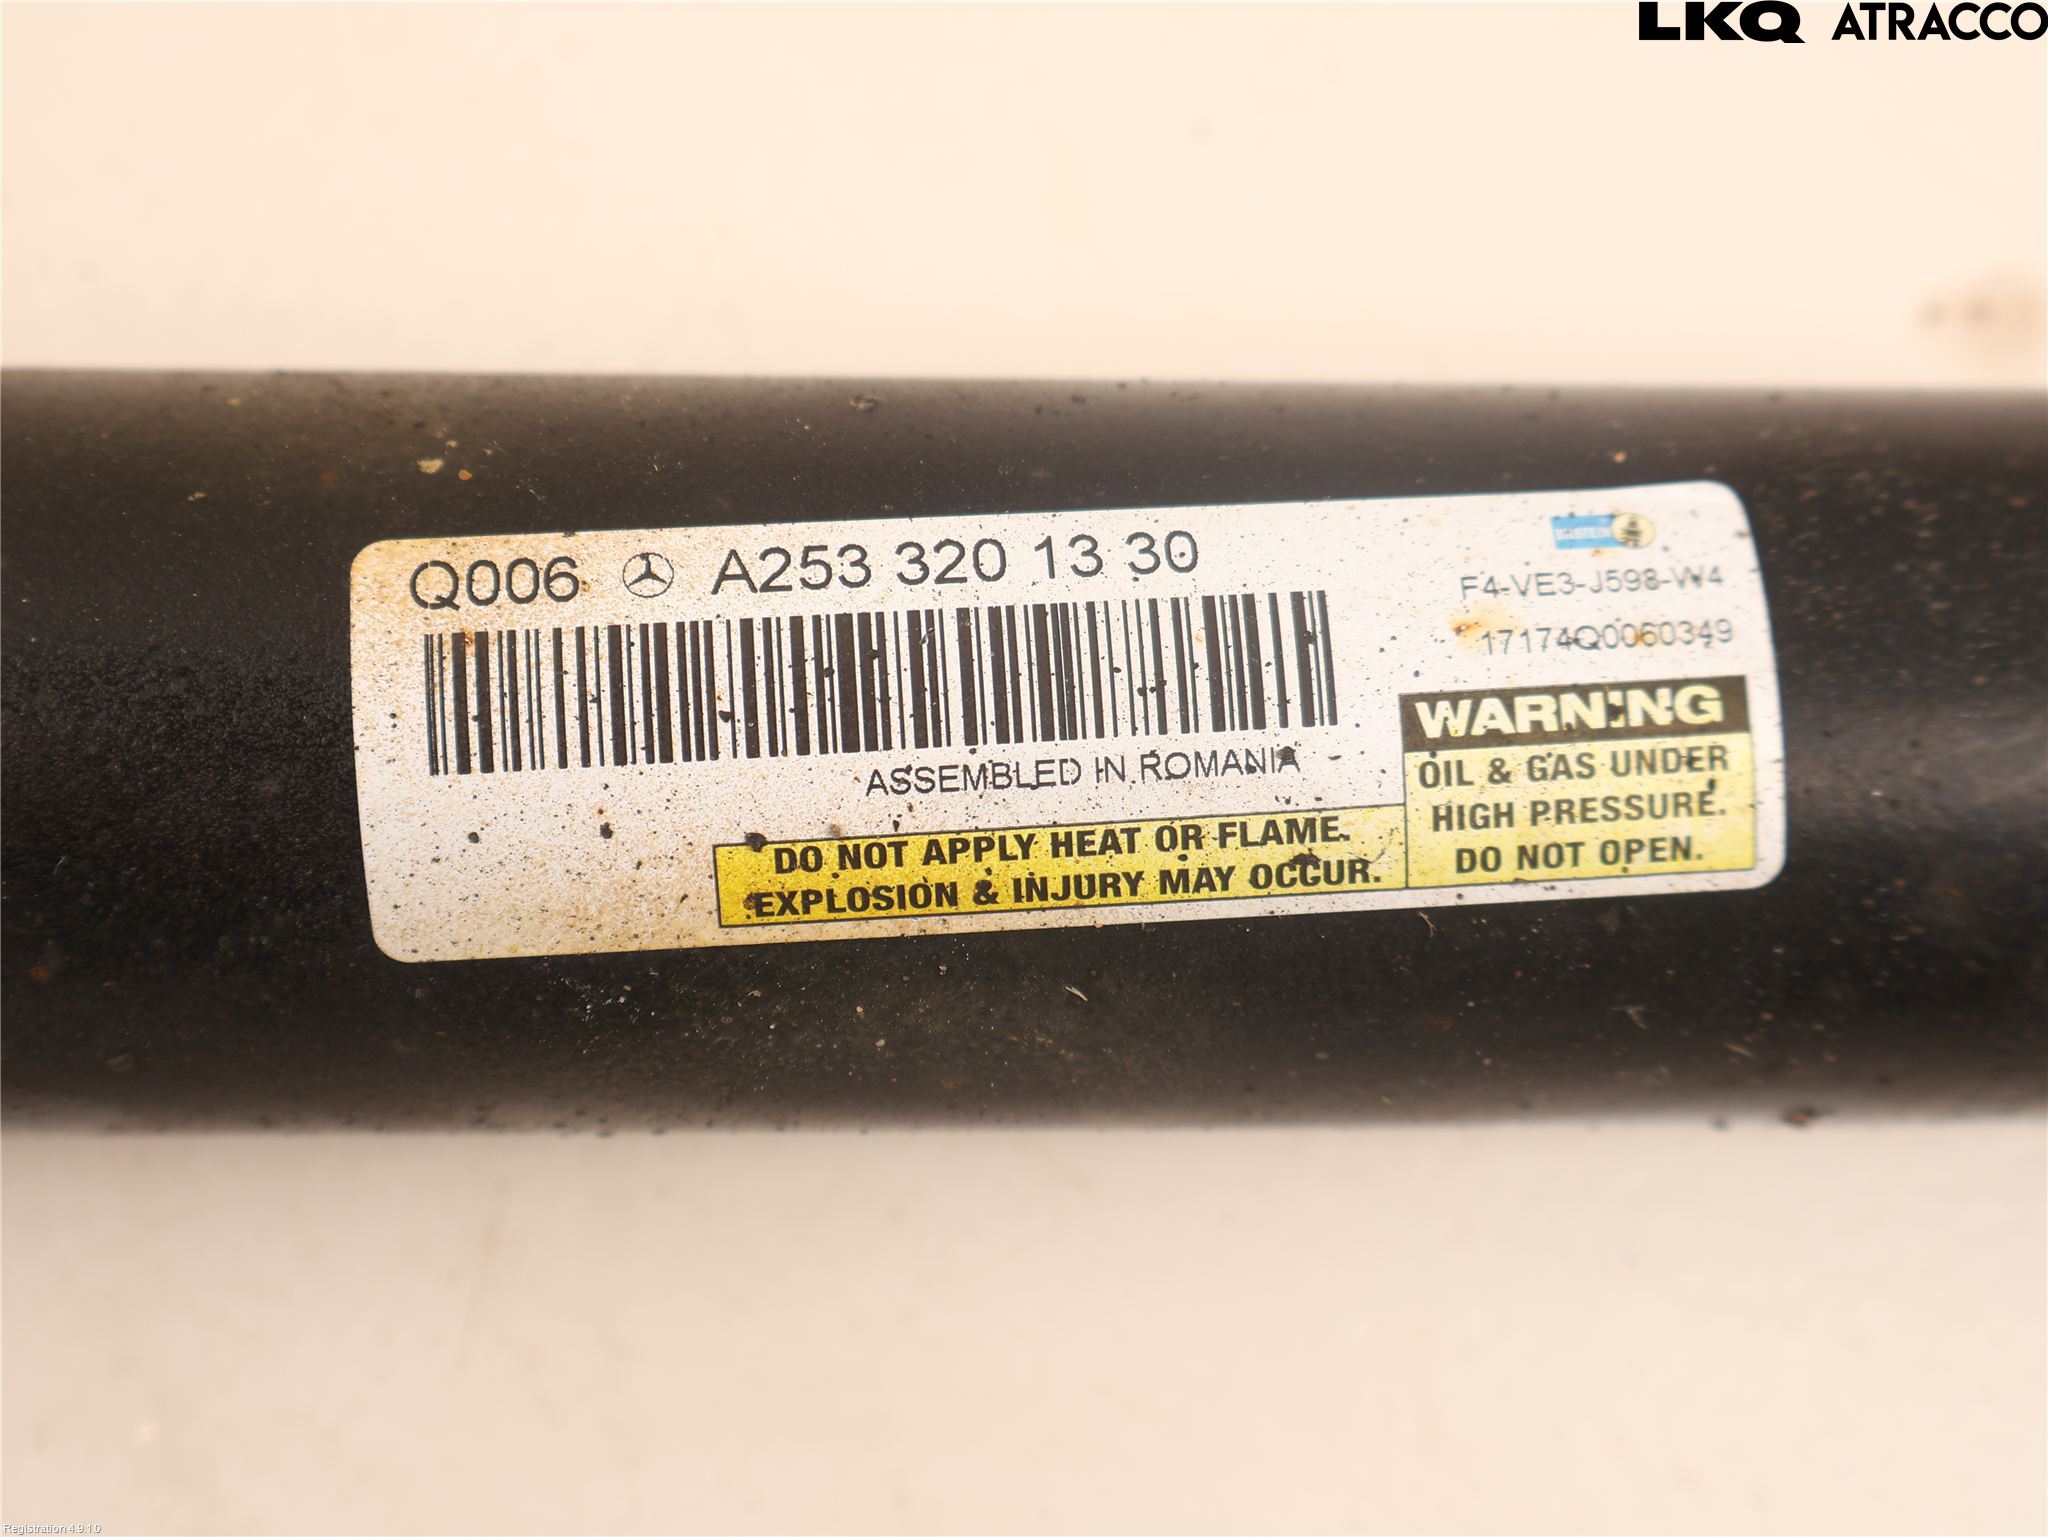 LKQ ATRACCO
Q006 A253 320 13 30
BILSTEIN
F4-VE3-J598-W4
17174Q0060349
ASSEMBLED IN ROMANIA
WARNING
OIL & GAS UNDER
HIGH PRESSURE.
DO NOT OPEN.
DO NOT APPLY HEAT OR FLAME.
EXPLOSION & INJURY MAY OCCUR.
Registration 4.9.1.0